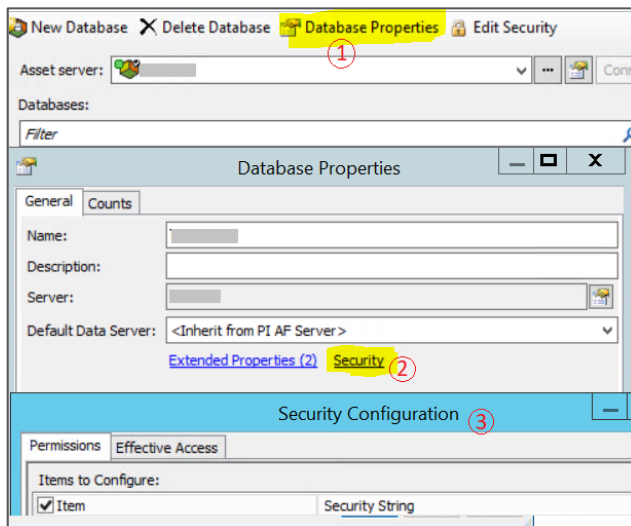 New Database Delete Database Database Properties Edit Security
1
Asset server:
Databases:
Filter
Database Properties
General Counts
Name:
Description:
Server:
Default Data Server: <Inherit from PI AF Server>
Extended Properties (2) Security 2
Security Configuration 3
Permissions Effective Access
Items to Configure:
Item Security String